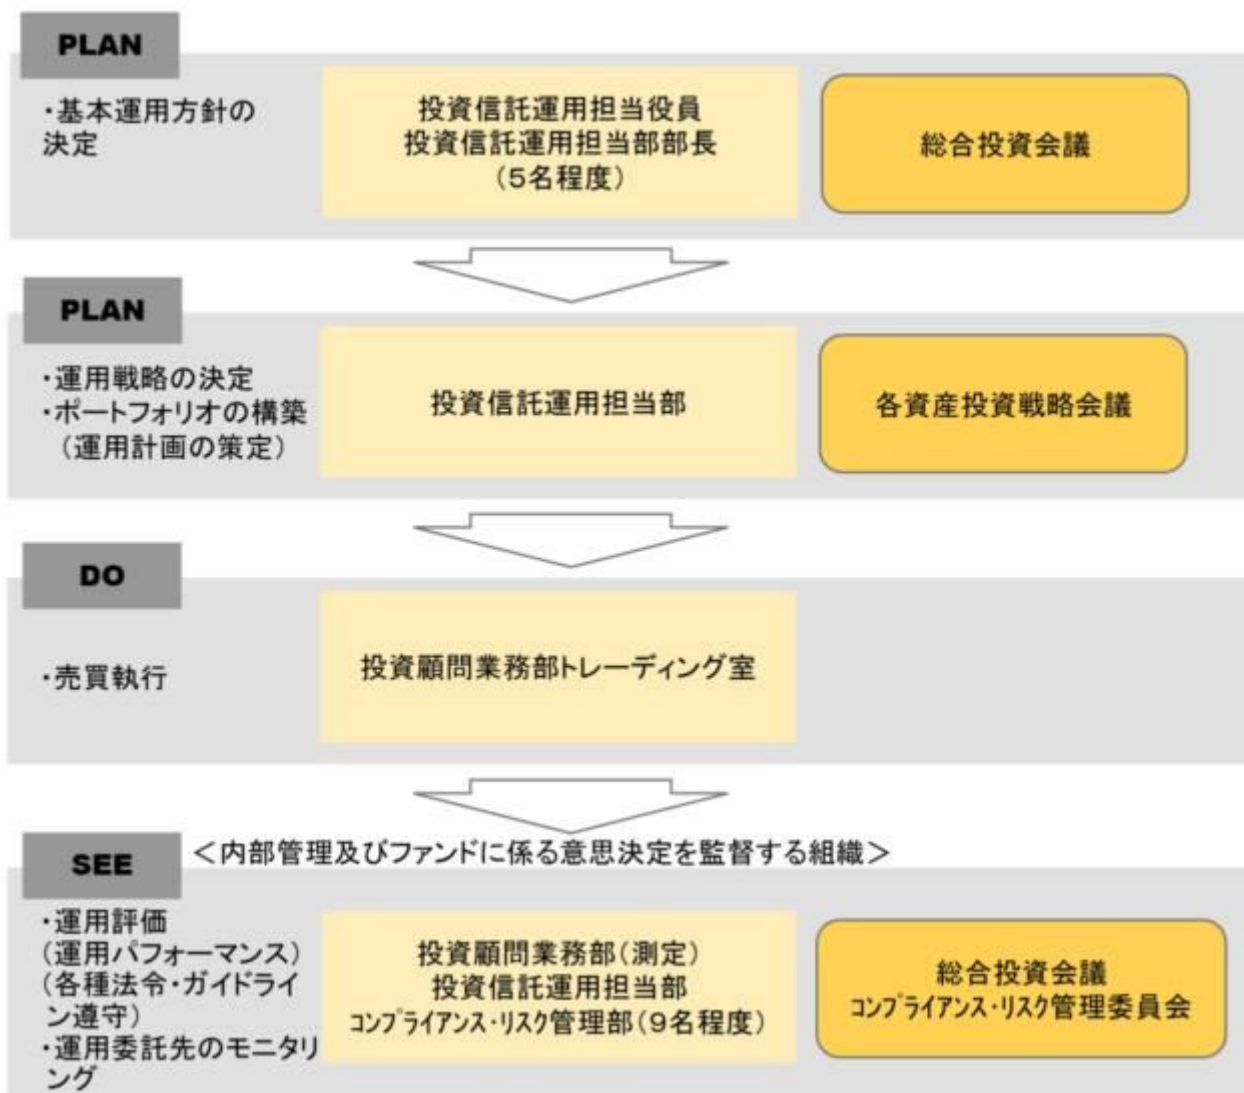 PLAN
・基本運用方針の
決定
投資信託運用担当役員
投資信託運用担当部部長
（5名程度）
総合投資会議
PLAN
・運用戦略の決定
・ポートフォリオの構築
（運用計画の策定）
投資信託運用担当部
各資産投資戦略会議
DO
・売買執行
投資顧問業務部トレーディング室
SEE
＜内部管理及びファンドに係る意思決定を監督する組織＞
・運用評価
（運用パフォーマンス）
（各種法令・ガイドライ
ン遵守）
・運用委託先のモニタリ
ング
投資顧問業務部（測定）
投資信託運用担当部
ｺﾝﾌﾟﾗｲｱﾝｽ・ﾘｽｸ管理部（9名程度）
総合投資会議
ｺﾝﾌﾟﾗｲｱﾝｽ・ﾘｽｸ管理委員会